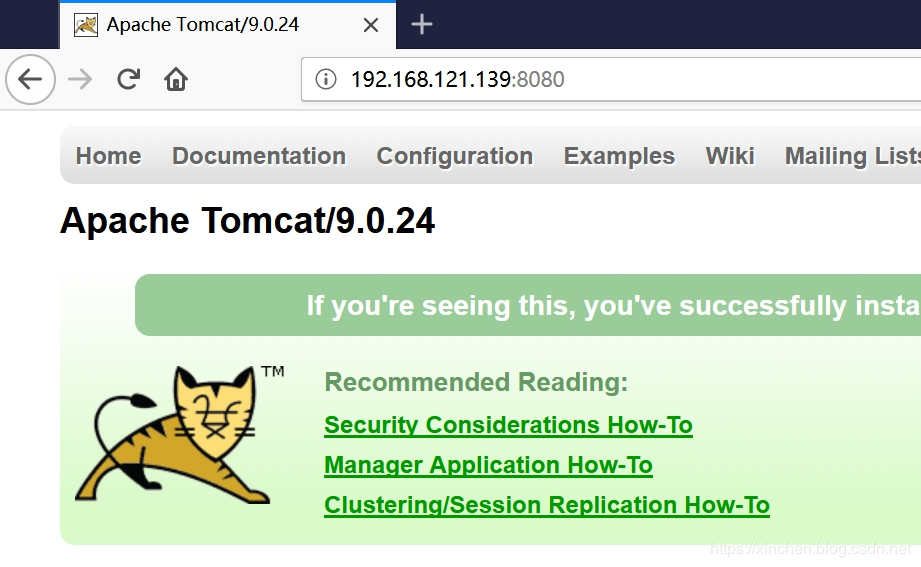 Apache Tomcat/9.0.24
192.168.121.139:8080
Home Documentation Configuration Examples Wiki Mailing Lists
Apache Tomcat/9.0.24
If you're seeing this, you've successfully insta
TM
Recommended Reading:
Security Considerations How-To
Manager Application How-To
Clustering/Session Replication How-To
https://xinchen.blog.csdn.net